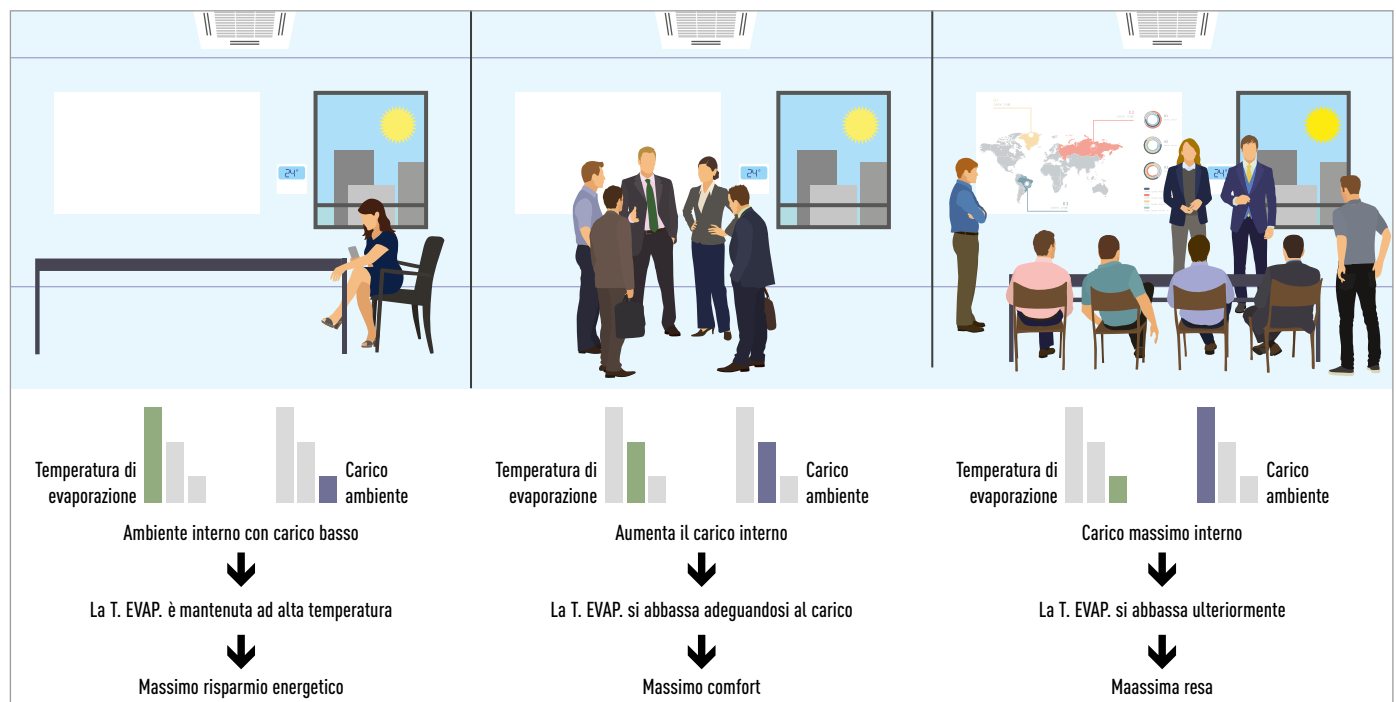 24°
24°
24°
Temperatura di
evaporazione
Carico
ambiente
Ambiente interno con carico basso
La T. EVAP. è mantenuta ad alta temperatura
Massimo risparmio energetico
Temperatura di
evaporazione
Carico
ambiente
Aumenta il carico interno
La T. EVAP. si abbassa adeguandosi al carico
Massimo comfort
Temperatura di
evaporazione
Carico
ambiente
Carico massimo interno
La T. EVAP. si abbassa ulteriormente
Maassima resa